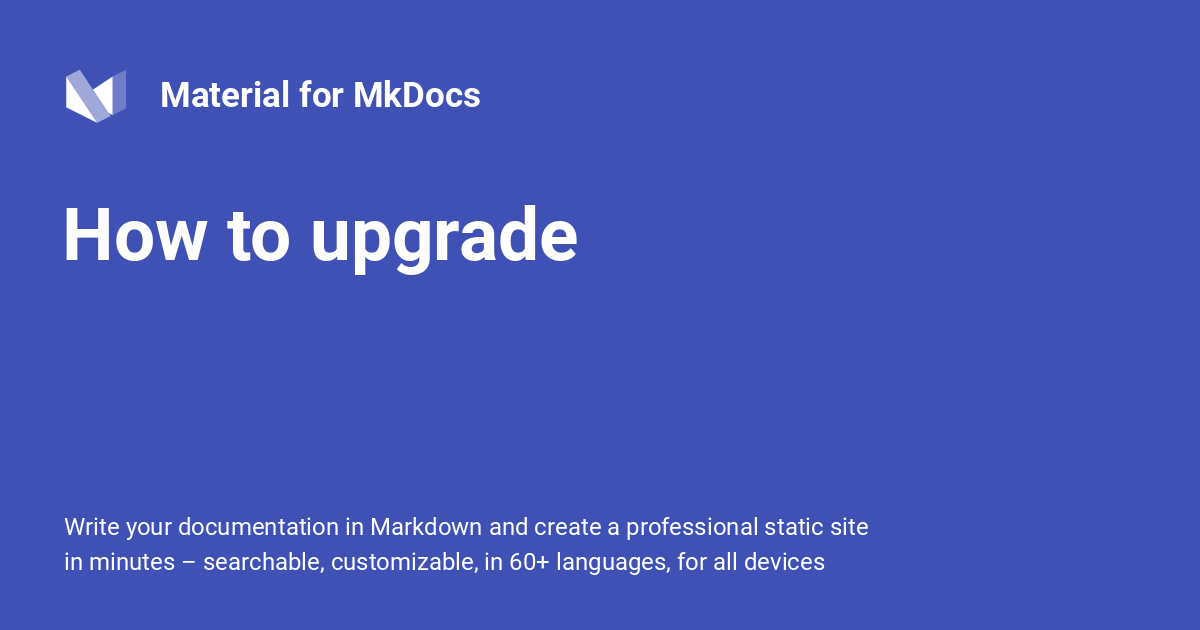 Material for MkDocs
How to upgrade
Write your documentation in Markdown and create a professional static site
in minutes – searchable, customizable, in 60+ languages, for all devices